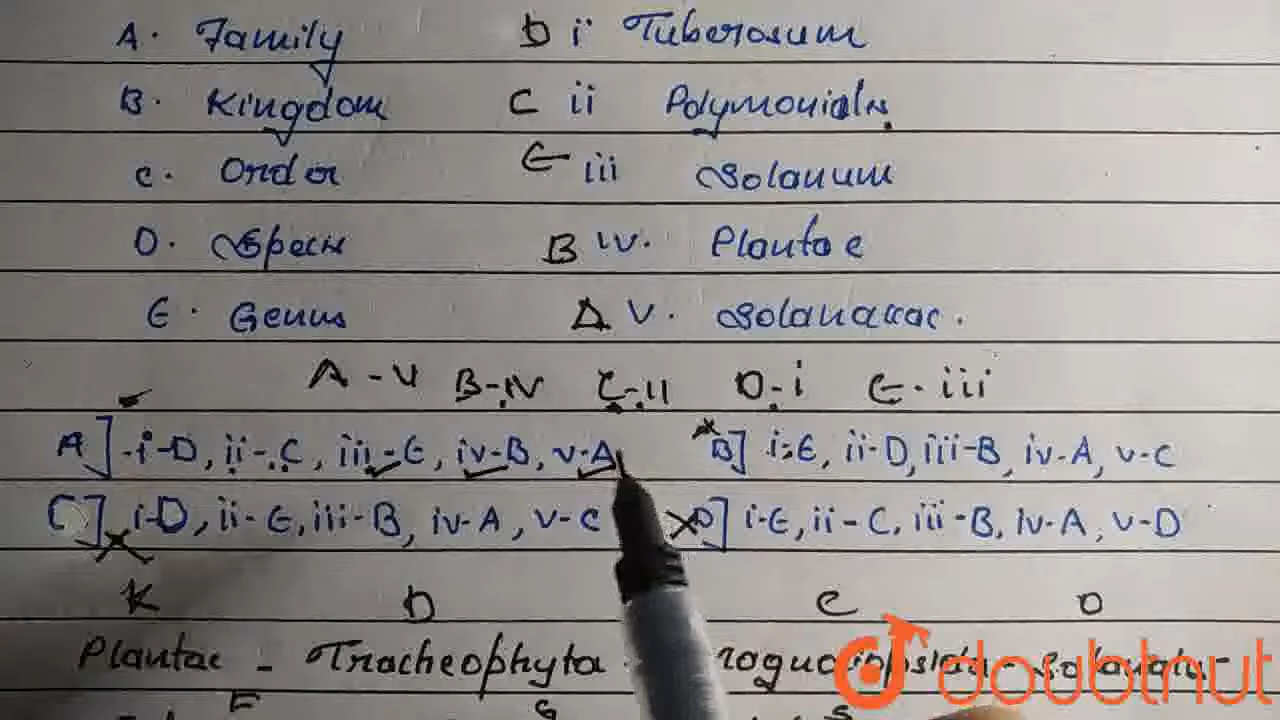 A. Family D i Tuberosum
B. Kingdom C ii Polymonials.
C. Order E iii Solanum
D. Species B iv. Plantae
E. Genus A v. Solanaceae.
A-V B-IV C-II D-i E-iii
A] -i-D, ii-C, iii-E, iv-B, v-A B] i-E, ii-D, iii-B, iv-A, v-C
C] i-D, ii-E, iii-B, iv-A, v-C D] i-E, ii-C, iii-B, iv-A, v-D
K D C O
Plantae - Tracheophyta
F G S
doubtnut